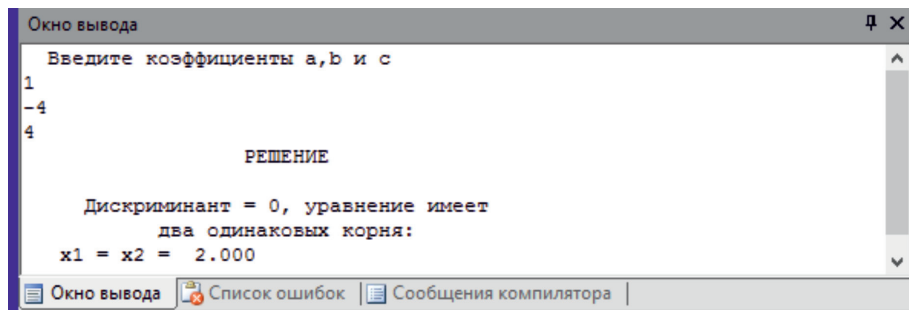 Окно вывода
Введите коэффициенты a,b и c
1
-4
4
РЕШЕНИЕ
Дискриминант = 0, уравнение имеет
два одинаковых корня:
x1 = x2 = 2.000
Окно вывода Список ошибок Сообщения компилятора